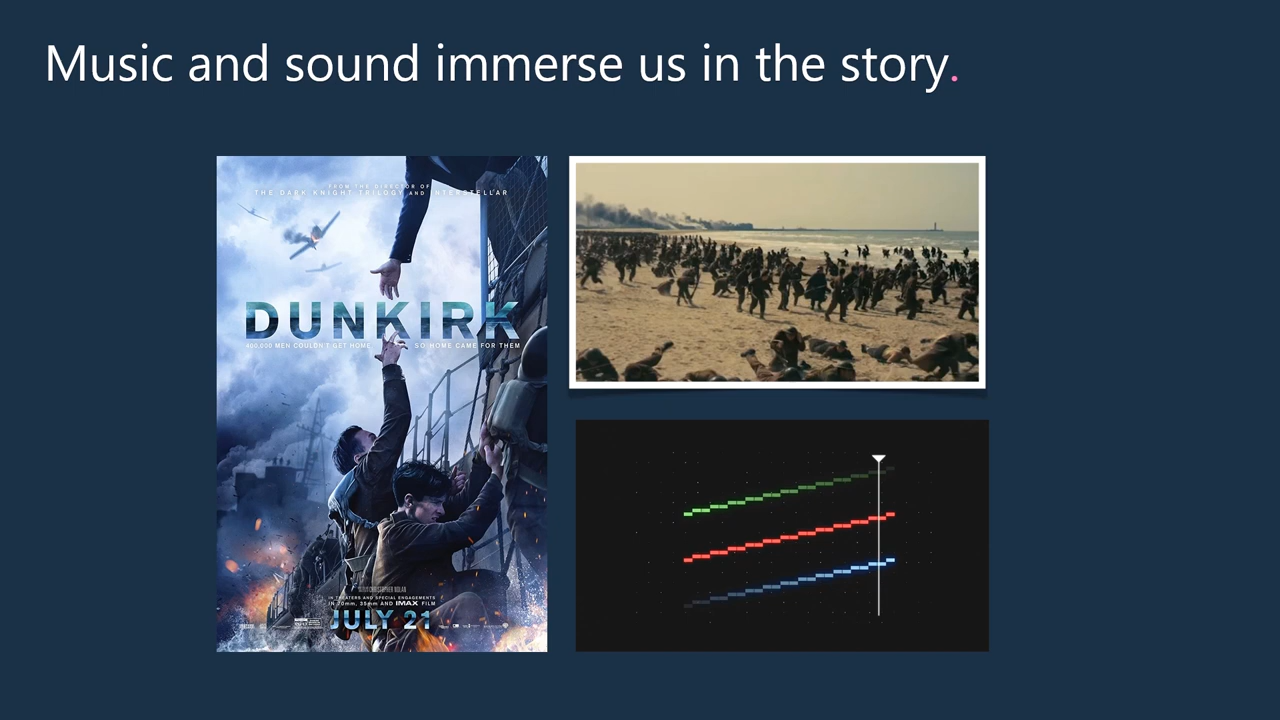 Music and sound immerse us in the story.
FROM THE DIRECTOR OF
THE DARK KNIGHT TRILOGY AND INTERSTELLAR
DUNKIRK
400,000 MEN COULDN'T GET HOME SO HOME CAME FOR THEM
CHRISTOPHER NOLAN
IN THEATERS AND SPECIAL ENGAGEMENTS
IN 70mm, 35mm AND IMAX FILM
JULY 21